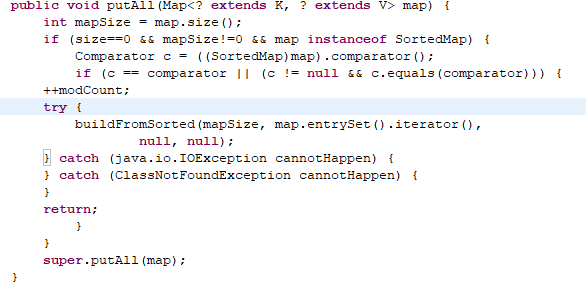 public void putAll(Map<? extends K, ? extends V> map) {
    int mapSize = map.size();
    if (size==0 && mapSize!=0 && map instanceof SortedMap) {
        Comparator c = ((SortedMap)map).comparator();
        if (c == comparator || (c != null && c.equals(comparator))) {
    ++modCount;
    try {
        buildFromSorted(mapSize, map.entrySet().iterator(),
                null, null);
    } catch (java.io.IOException cannotHappen) {
    } catch (ClassNotFoundException cannotHappen) {
    }
    return;
        }
    }
    super.putAll(map);
}